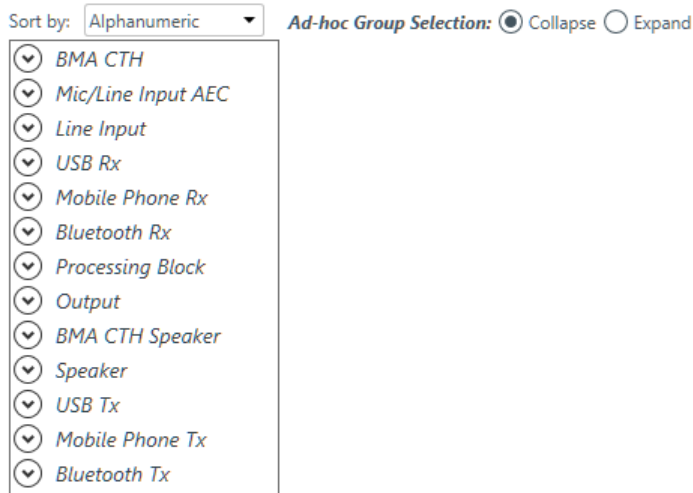 Sort by: Alphanumeric Ad-hoc Group Selection: Collapse Expand
BMA CTH
Mic/Line Input AEC
Line Input
USB Rx
Mobile Phone Rx
Bluetooth Rx
Processing Block
Output
BMA CTH Speaker
Speaker
USB Tx
Mobile Phone Tx
Bluetooth Tx